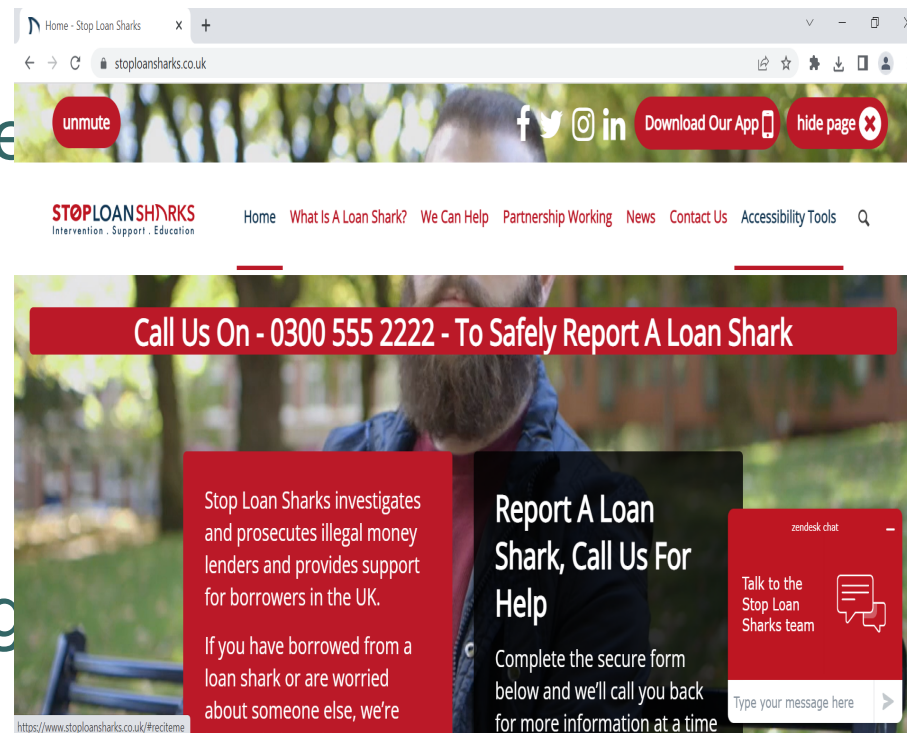 Home - Stop Loan Sharks
stoploansharks.co.uk
e
unmute
Download Our App
hide page
STOPLOANSHARKS
Intervention . Support . Education
Home What Is A Loan Shark? We Can Help Partnership Working News Contact Us Accessibility Tools
Call Us On - 0300 555 2222 - To Safely Report A Loan Shark
Stop Loan Sharks investigates
and prosecutes illegal money
lenders and provides support
for borrowers in the UK.
If you have borrowed from a
loan shark or are worried
about someone else, we're
Report A Loan
Shark, Call Us For
Help
Complete the secure form
below and we'll call you back
for more information at a time
zendesk chat
Talk to the
Stop Loan
Sharks team
Type your message here
g
https://www.stoploansharks.co.uk/#reciteme